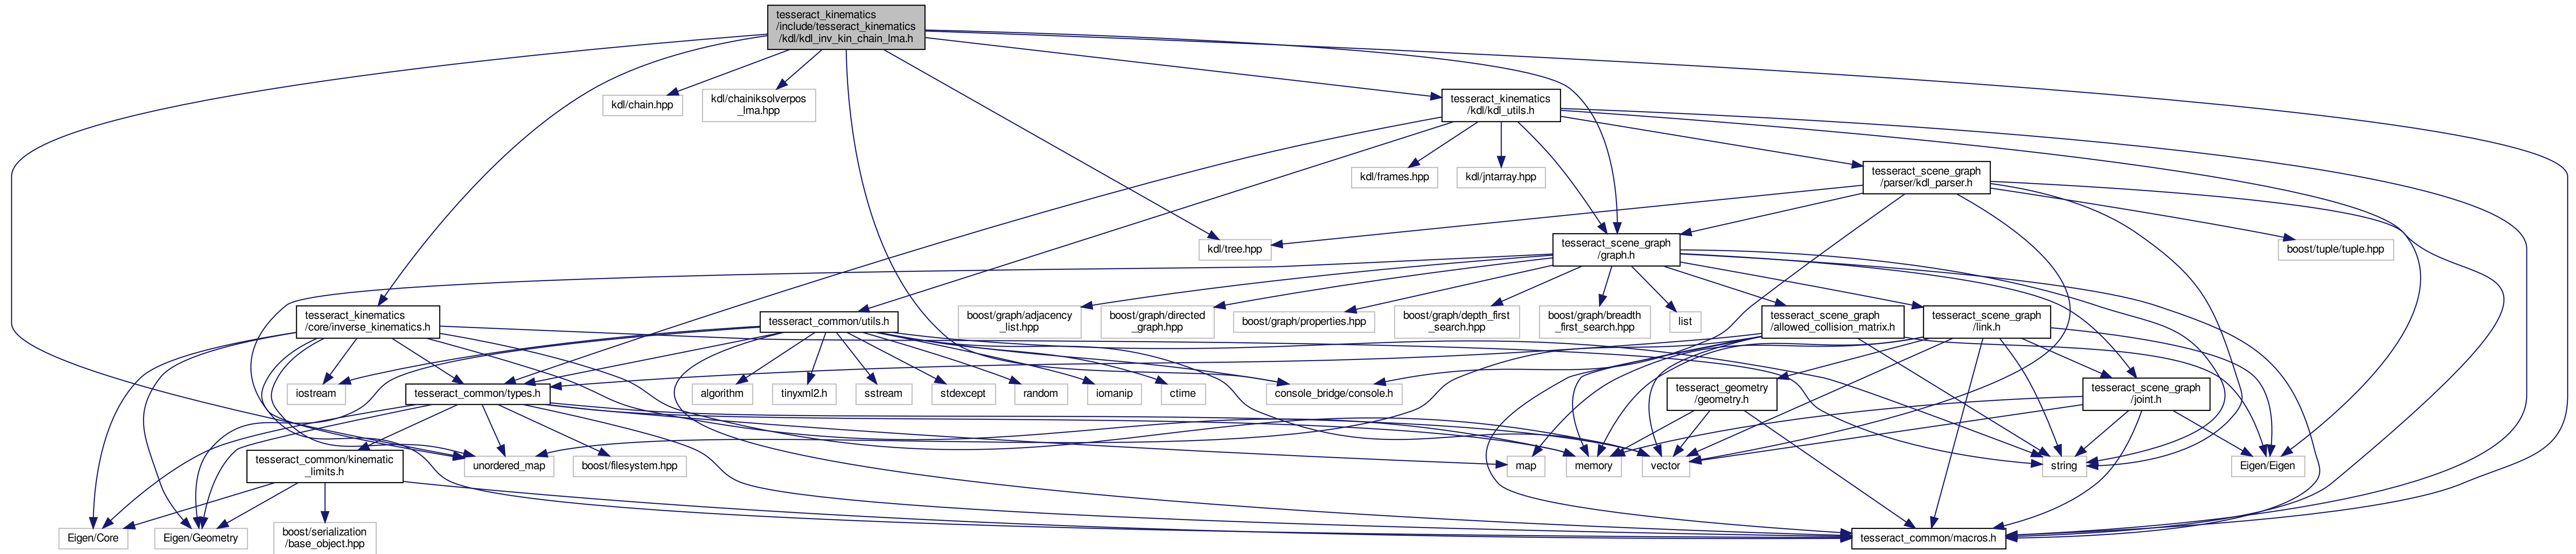 tesseract_kinematics
/include/tesseract_kinematics
/kdl/kdl_inv_kin_chain_lma.h
kdl/chain.hpp
kdl/chainiksolverpos
_lma.hpp
tesseract_kinematics
/kdl/kdl_utils.h
kdl/frames.hpp
kdl/jntarray.hpp
tesseract_scene_graph
/parser/kdl_parser.h
kdl/tree.hpp
tesseract_scene_graph
/graph.h
boost/tuple/tuple.hpp
tesseract_kinematics
/core/inverse_kinematics.h
tesseract_common/utils.h
boost/graph/adjacency
_list.hpp
boost/graph/directed
_graph.hpp
boost/graph/properties.hpp
boost/graph/depth_first
_search.hpp
boost/graph/breadth
_first_search.hpp
list
tesseract_scene_graph
/allowed_collision_matrix.h
tesseract_scene_graph
/link.h
iostream
tesseract_common/types.h
algorithm
tinyxml2.h
sstream
stdexcept
random
iomanip
ctime
console_bridge/console.h
tesseract_geometry
/geometry.h
tesseract_scene_graph
/joint.h
tesseract_common/kinematic
_limits.h
unordered_map
boost/filesystem.hpp
map
memory
vector
string
Eigen/Eigen
Eigen/Core
Eigen/Geometry
boost/serialization
/base_object.hpp
tesseract_common/macros.h